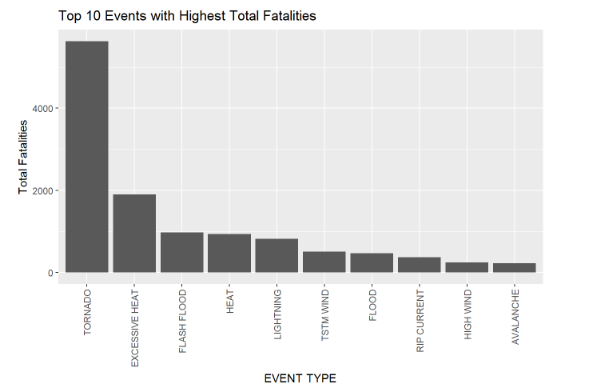 Top 10 Events with Highest Total Fatalities
Total Fatalities
4000
2000
0
TORNADO
EXCESSIVE HEAT
FLASH FLOOD
HEAT
LIGHTNING
TSTM WIND
FLOOD
RIP CURRENT
HIGH WIND
AVALANCHE
EVENT TYPE